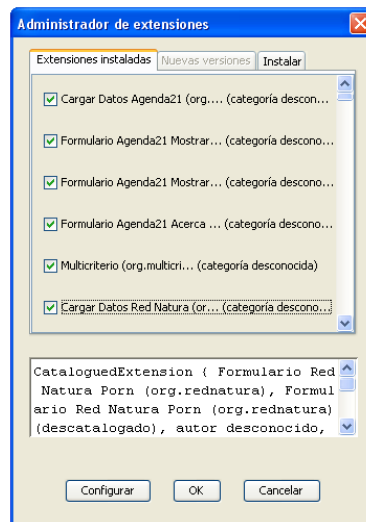 Administrador de extensiones
Extensiones instaladas Nuevas versiones Instalar
Cargar Datos Agenda21 (org.... (categoría descon...
Formulario Agenda21 Mostrar... (categoría descono...
Formulario Agenda21 Mostrar... (categoría descono...
Formulario Agenda21 Acerca ... (categoría descono...
Multicriterio (org.multicri... (categoría desconocida)
Cargar Datos Red Natura (or... (categoría descono...
CataloguedExtension ( Formulario Red
Natura Porn (org.rednatura), Formul
ario Red Natura Porn (org.rednatura)
(descatalogado), autor desconocido,
Configurar OK Cancelar